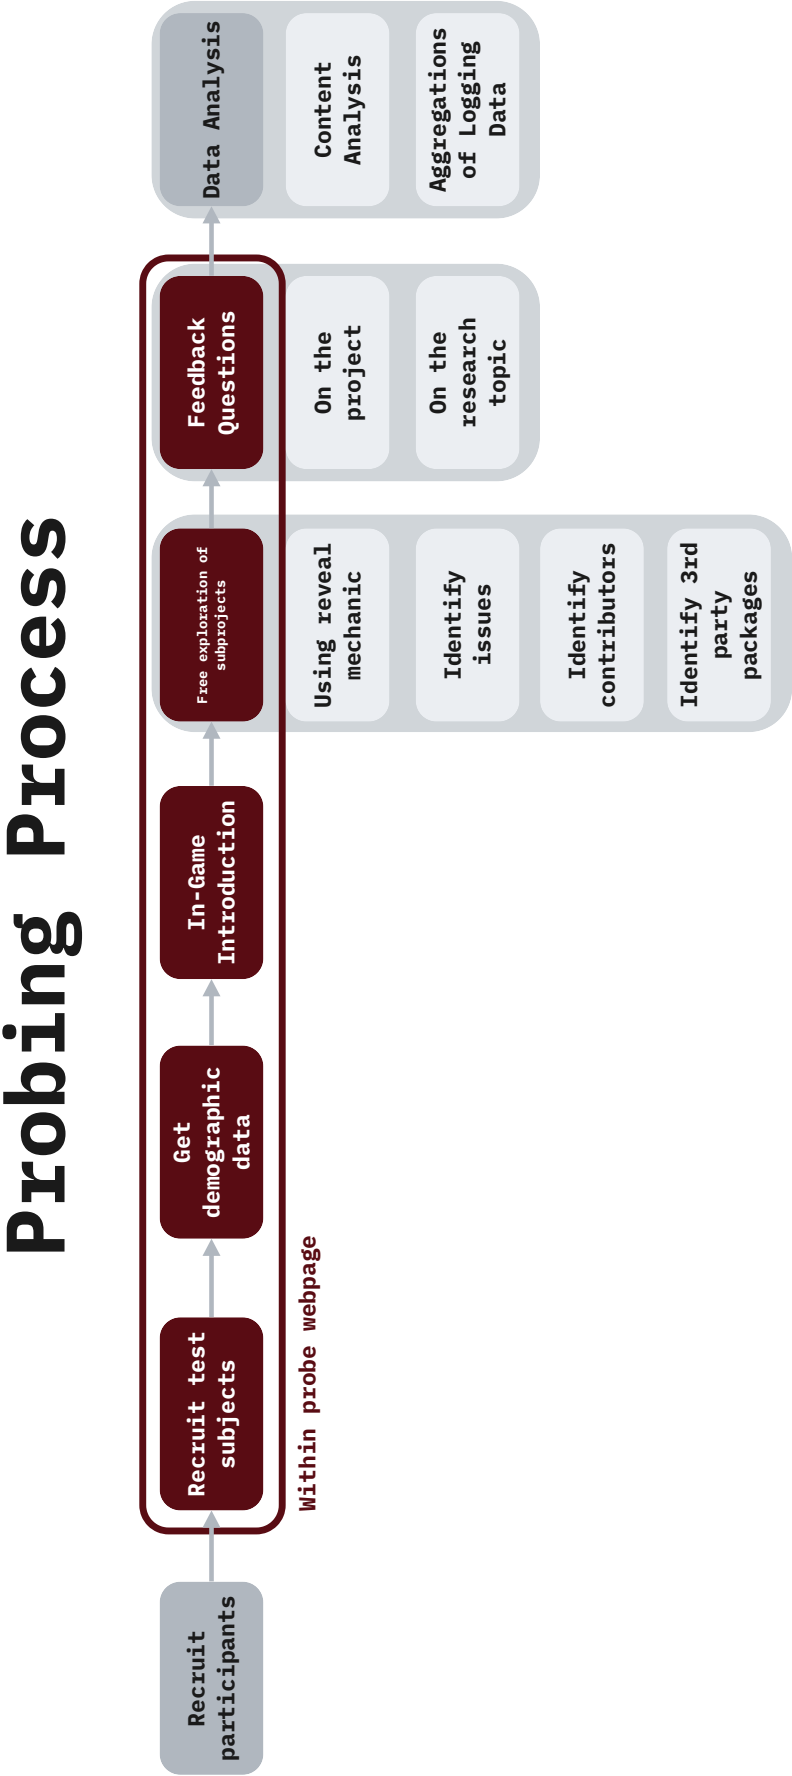 Probing Process
Recruit
participants
Recruit test
subjects
Get
demographic
data
In-Game
Introduction
Free exploration of
subprojects
Feedback
Questions
Data Analysis
Within probe webpage
Using reveal
mechanic
Identify
issues
Identify
contributors
Identify 3rd
party
packages
On the
project
On the
research
topic
Content
Analysis
Aggregations
of Logging
Data